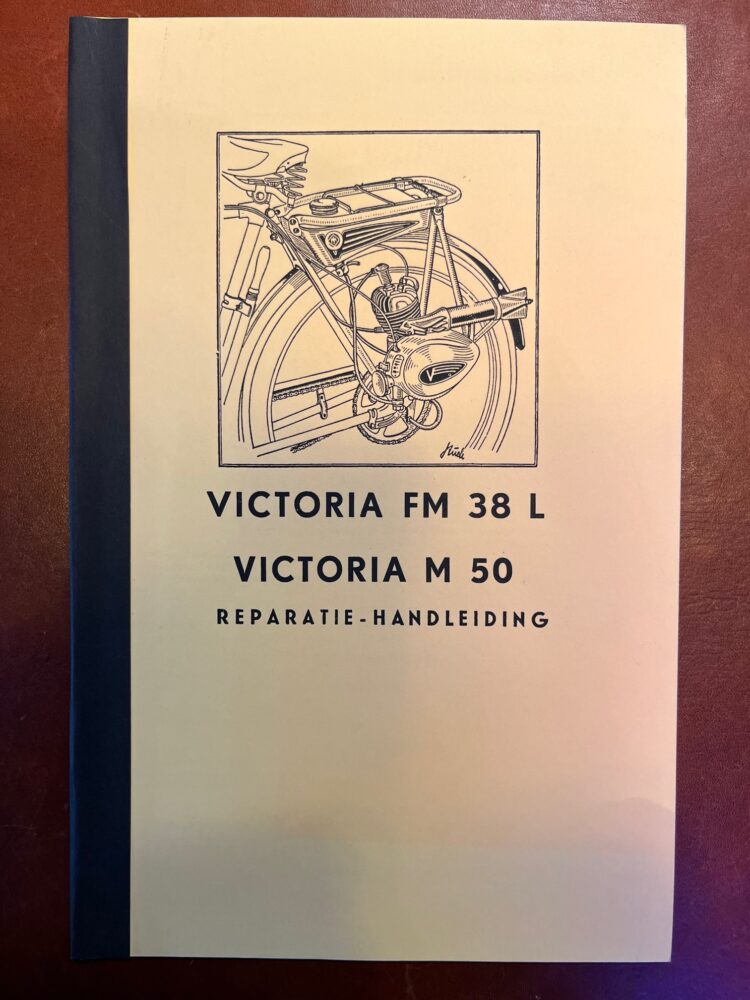 VICTORIA FM 38 L
VICTORIA M 50
REPARATIE-HANDLEIDING